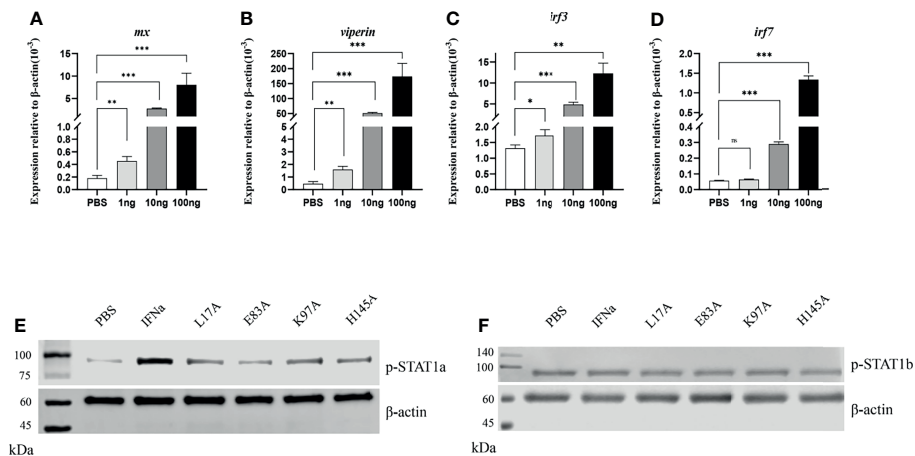 A
mx
Expression relative to β-actin(10⁻³)
15
10
5
1.0
0.8
0.6
0.4
0.2
0.0
**
***
***
PBS 1ng 10ng 100ng
B
viperin
Expression relative to β-actin(10⁻³)
250
200
150
100
50
6
5
4
3
2
1
0
**
***
***
PBS 1ng 10ng 100ng
C
irf3
Expression relative to β-actin(10⁻³)
15
10
5
2.0
1.5
1.0
0.5
0.0
*
***
**
PBS 1ng 10ng 100ng
D
irf7
Expression relative to β-actin(10⁻³)
2.0
1.5
1.0
0.5
0.4
0.3
0.2
0.1
0.0
ns
***
***
PBS 1ng 10ng 100ng
E
PBS IFNa L17A E83A K97A H145A
100
75
p-STAT1a
60
45
β-actin
kDa
F
PBS IFNa L17A E83A K97A H145A
140
100
p-STAT1b
60
45
β-actin
kDa